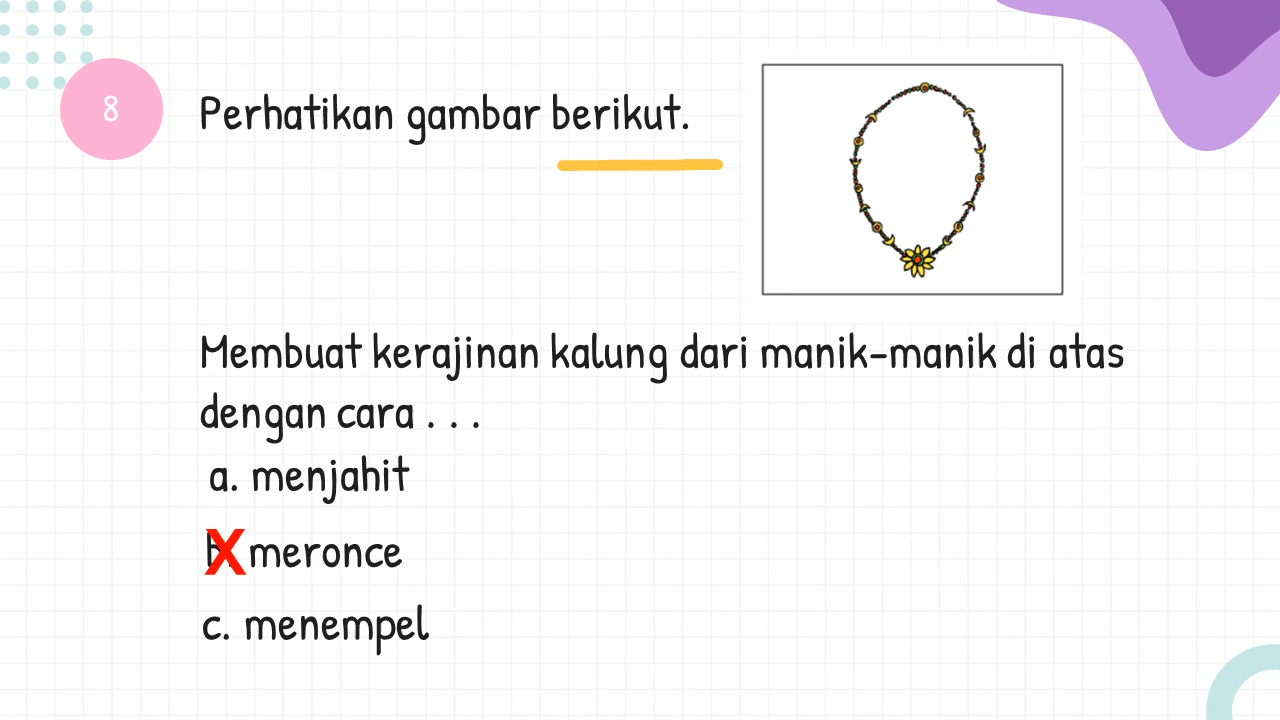 8
Perhatikan gambar berikut.
Membuat kerajinan kalung dari manik-manik di atas
dengan cara . . .
a. menjahit
X meronce
c. menempel